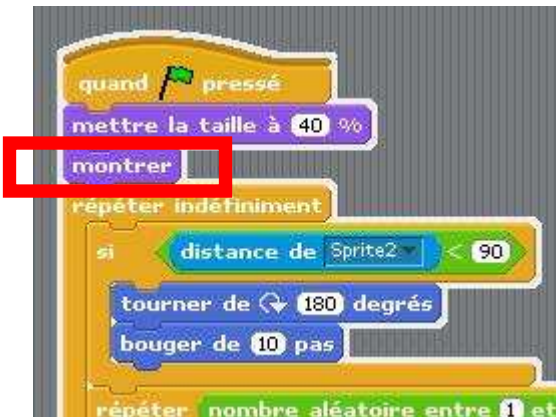 quand pressé
mettre la taille à 40 %
montrer
répéter indéfiniment
si distance de Sprite2 < 90
tourner de 180 degrés
bouger de 10 pas
répéter nombre aléatoire entre 1 et